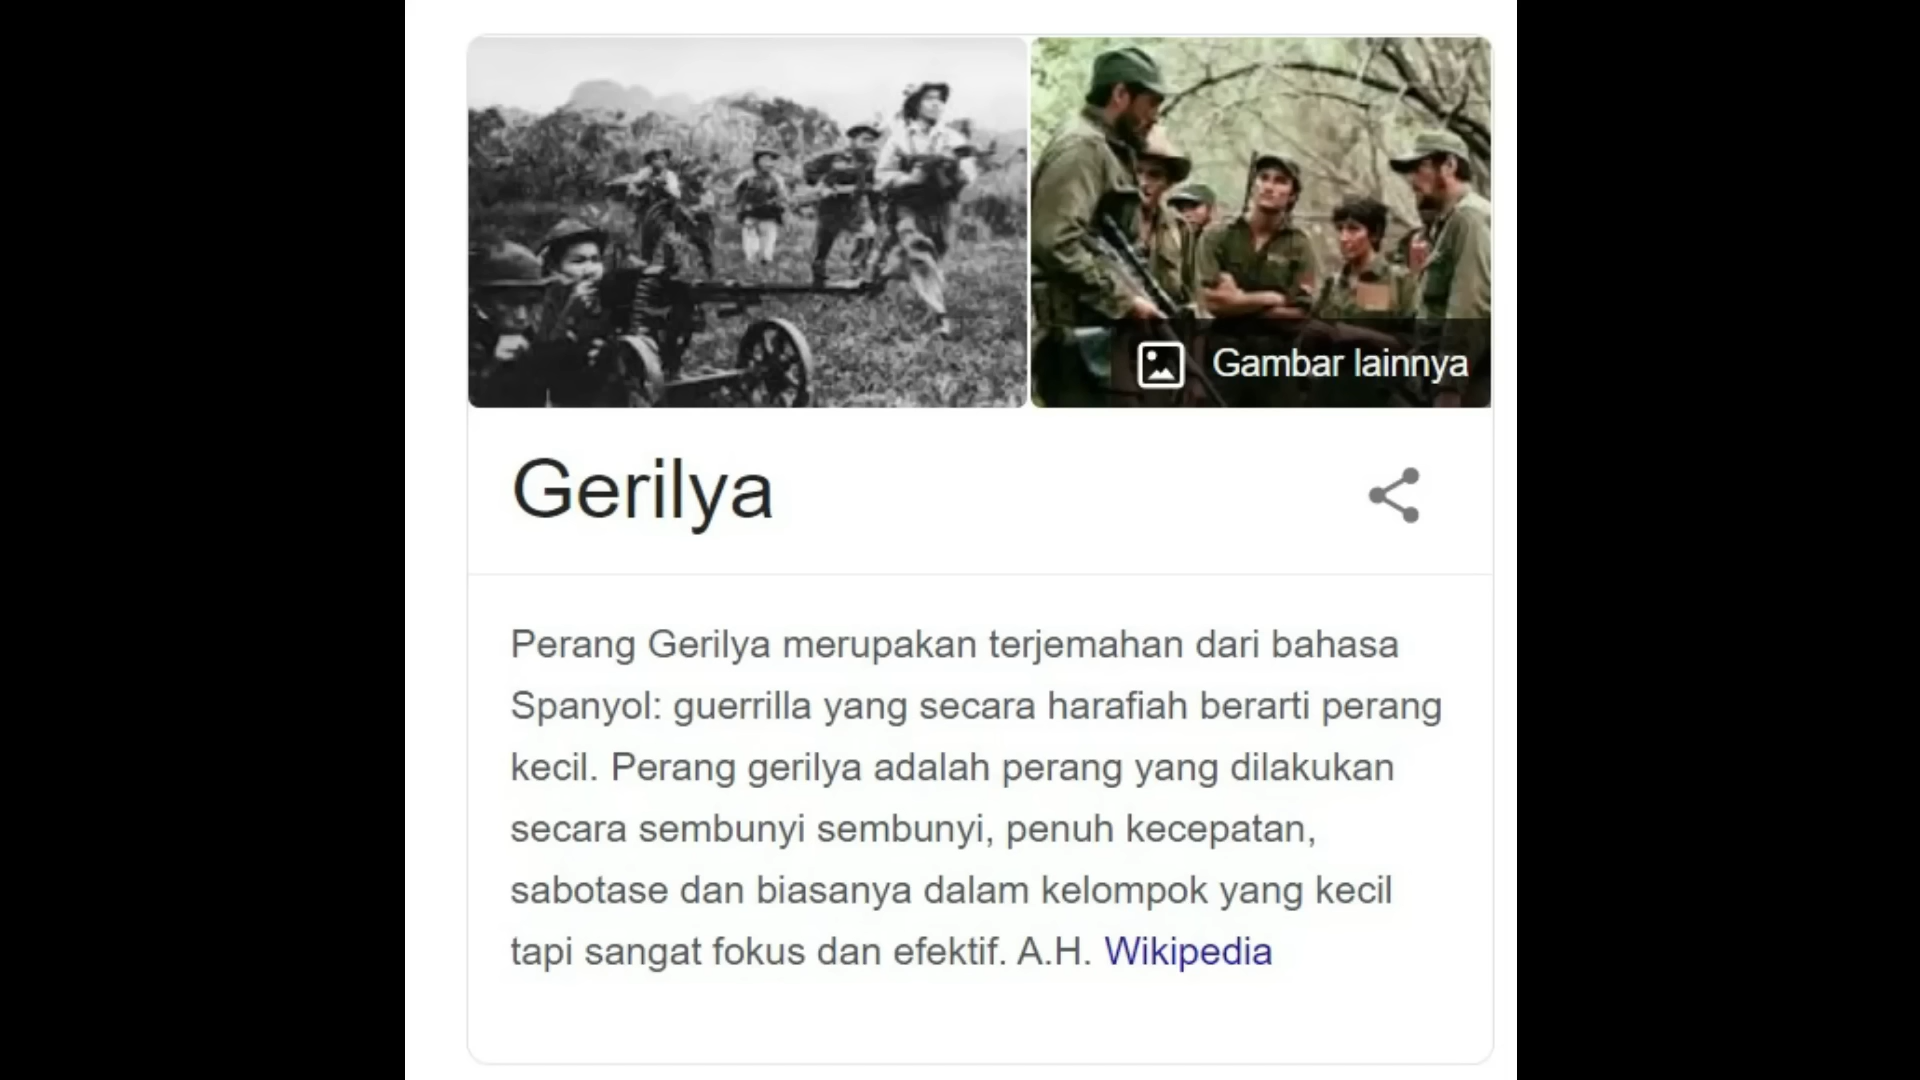 Gambar lainnya
Gerilya
Perang Gerilya merupakan terjemahan dari bahasa
Spanyol: guerrilla yang secara harafiah berarti perang
kecil. Perang gerilya adalah perang yang dilakukan
secara sembunyi sembunyi, penuh kecepatan,
sabotase dan biasanya dalam kelompok yang kecil
tapi sangat fokus dan efektif. A.H. Wikipedia